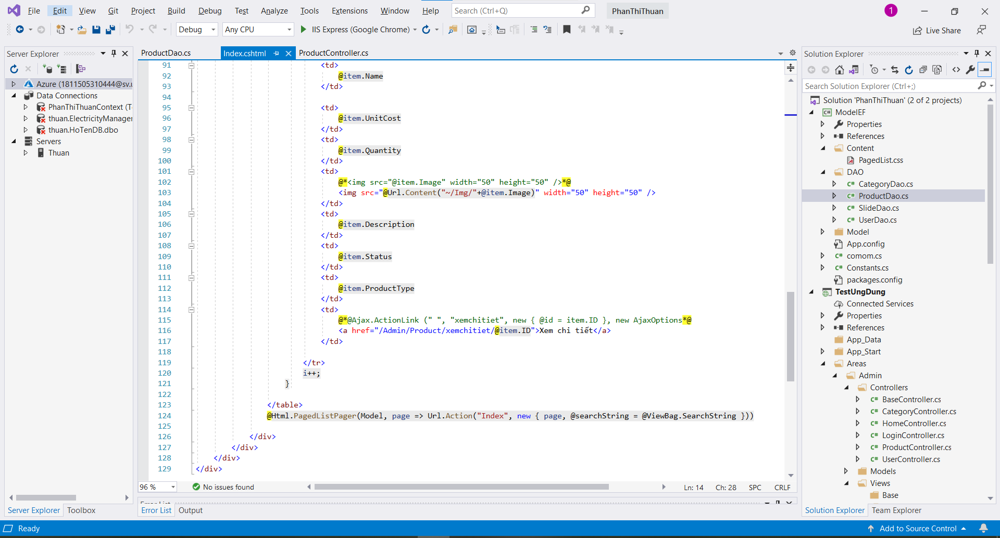 File Edit View Git Project Build Debug Test Analyze Tools Extensions Window Help Search (Ctrl+Q) PhanThiThuan 1
Debug Any CPU IIS Express (Google Chrome) Live Share
Server Explorer
Azure (1811505310444@sv.u
Data Connections
PhanThiThuanContext (T
thuan.ElectricityManager
thuan.HoTenDB.dbo
Servers
Thuan
Server Explorer Toolbox
ProductDao.cs Index.cshtml ProductController.cs
91 <td>
92 @item.Name
93 </td>
94
95 <td>
96 @item.UnitCost
97 </td>
98 <td>
99 @item.Quantity
100 </td>
101 <td>
102 @*<img src="@item.Image" width="50" height="50" />*@
103 <img src="@Url.Content("~/Img/"+@item.Image)" width="50" height="50" />
104 </td>
105 <td>
106 @item.Description
107 </td>
108 <td>
109 @item.Status
110 </td>
111 <td>
112 @item.ProductType
113 </td>
114 <td>
115 @*@Ajax.ActionLink (" ", "xemchitiet", new { @id = item.ID }, new AjaxOptions*@
116 <a href="/Admin/Product/xemchitiet/@item.ID">Xem chi tiết</a>
117 </td>
118
119 </tr>
120 i++;
121 }
122
123 </table>
124 @Html.PagedListPager(Model, page => Url.Action("Index", new { page, @searchString = @ViewBag.SearchString }))
125
126 </div>
127 </div>
128 </div>
129 </div>
96 % No issues found Ln: 14 Ch: 28 SPC CRLF
Error List
Error List Output
Solution Explorer
Search Solution Explorer (Ctrl+;)
Solution 'PhanThiThuan' (2 of 2 projects)
ModelEF
Properties
References
Content
PagedList.css
DAO
CategoryDao.cs
ProductDao.cs
SlideDao.cs
UserDao.cs
Model
App.config
comom.cs
Constants.cs
packages.config
TestUngDung
Connected Services
Properties
References
App_Data
App_Start
Areas
Admin
Controllers
BaseController.cs
CategoryController.cs
HomeController.cs
LoginController.cs
ProductController.cs
UserController.cs
Models
Views
Base
Solution Explorer Team Explorer
Ready Add to Source Control